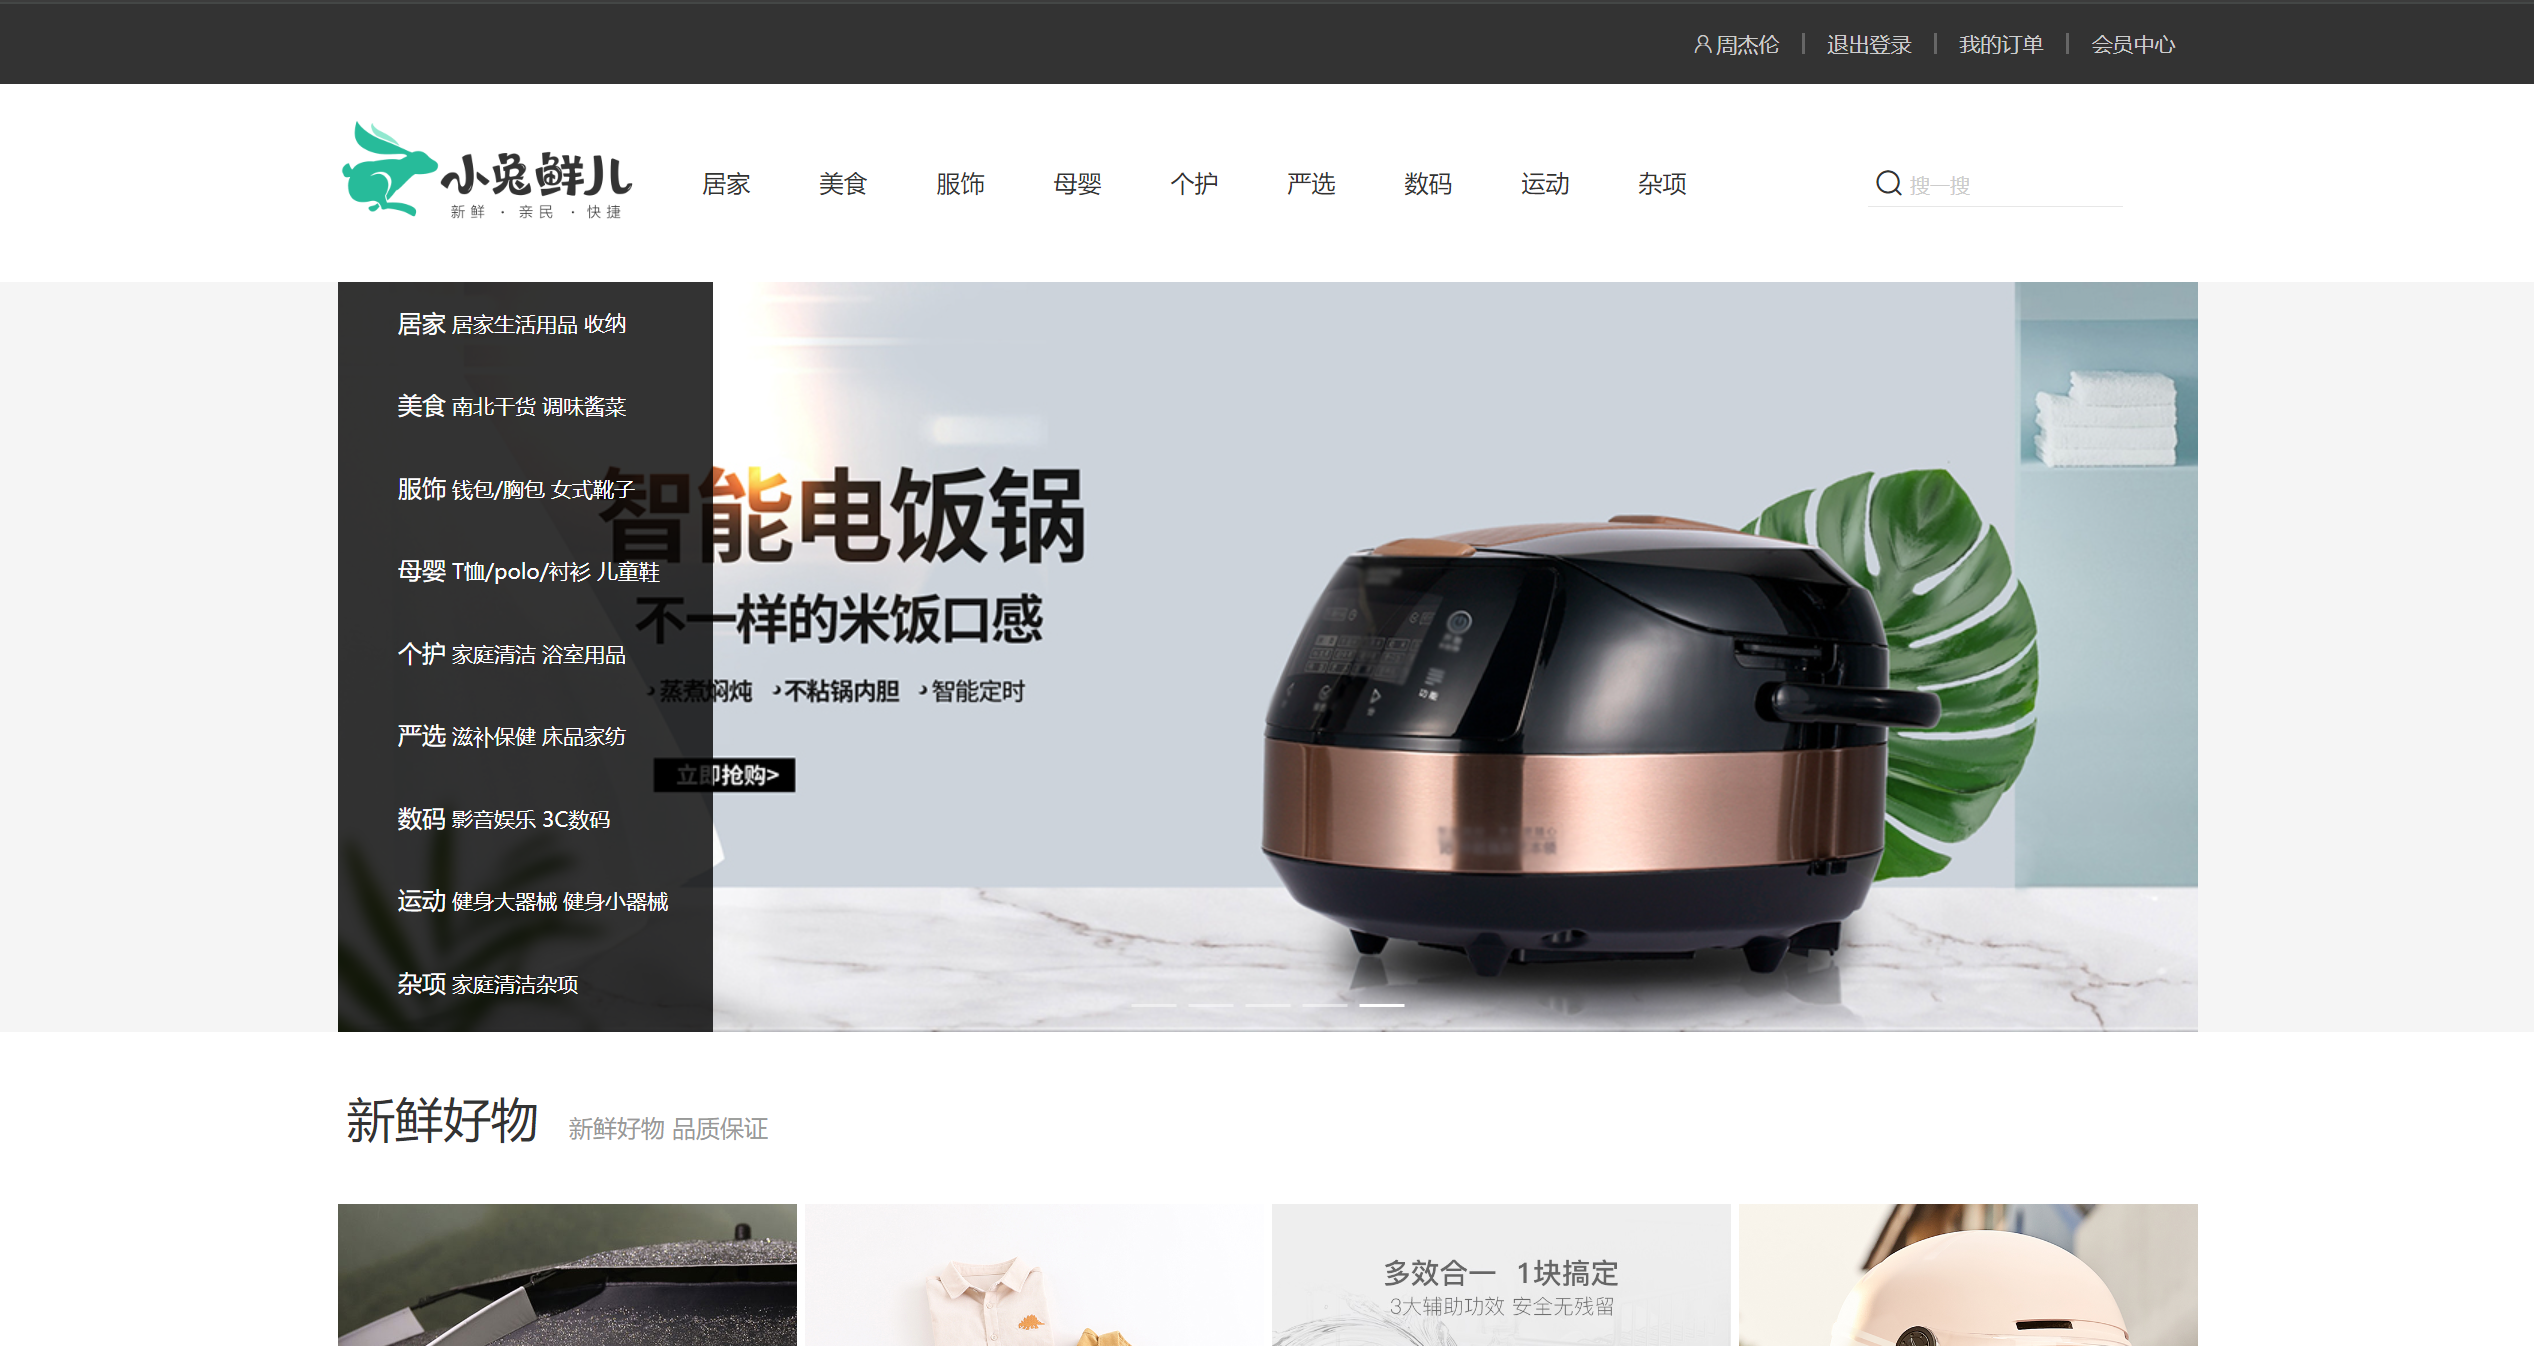 周杰伦 退出登录 我的订单 会员中心
小兔鲜儿
新鲜 · 亲民 · 快捷
居家 美食 服饰 母婴 个护 严选 数码 运动 杂项
搜一搜
居家 居家生活用品 收纳
美食 南北干货 调味酱菜
服饰 钱包/胸包 女式靴子
母婴 T恤/polo/衬衫 儿童鞋
个护 家庭清洁 浴室用品
严选 滋补保健 床品家纺
数码 影音娱乐 3C数码
运动 健身大器械 健身小器械
杂项 家庭清洁杂项
智能电饭锅
不一样的米饭口感
蒸煮焖炖 不粘锅内胆 智能定时
立即抢购>
功能
新鲜好物 新鲜好物 品质保证
多效合一 1块搞定
3大辅助功效 安全无残留